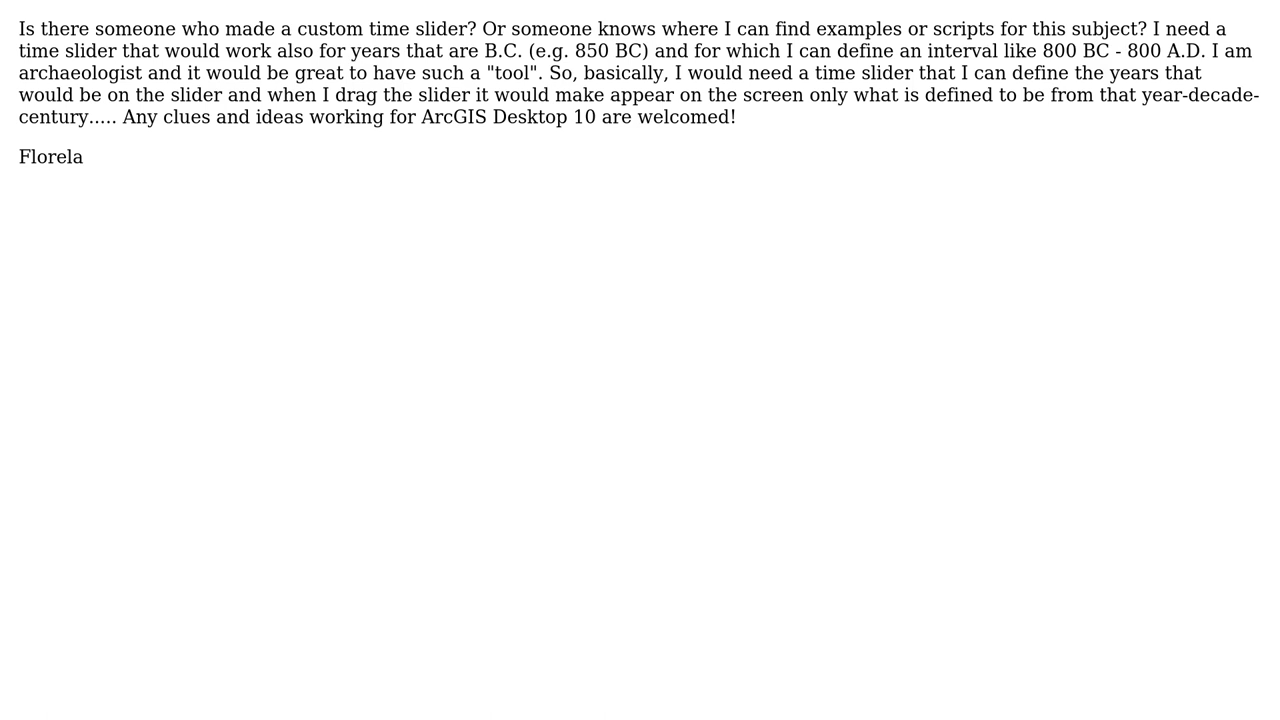 Is there someone who made a custom time slider? Or someone knows where I can find examples or scripts for this subject? I need a
time slider that would work also for years that are B.C. (e.g. 850 BC) and for which I can define an interval like 800 BC - 800 A.D. I am
archaeologist and it would be great to have such a "tool". So, basically, I would need a time slider that I can define the years that
would be on the slider and when I drag the slider it would make appear on the screen only what is defined to be from that year-decade-
century..... Any clues and ideas working for ArcGIS Desktop 10 are welcomed!
Florela